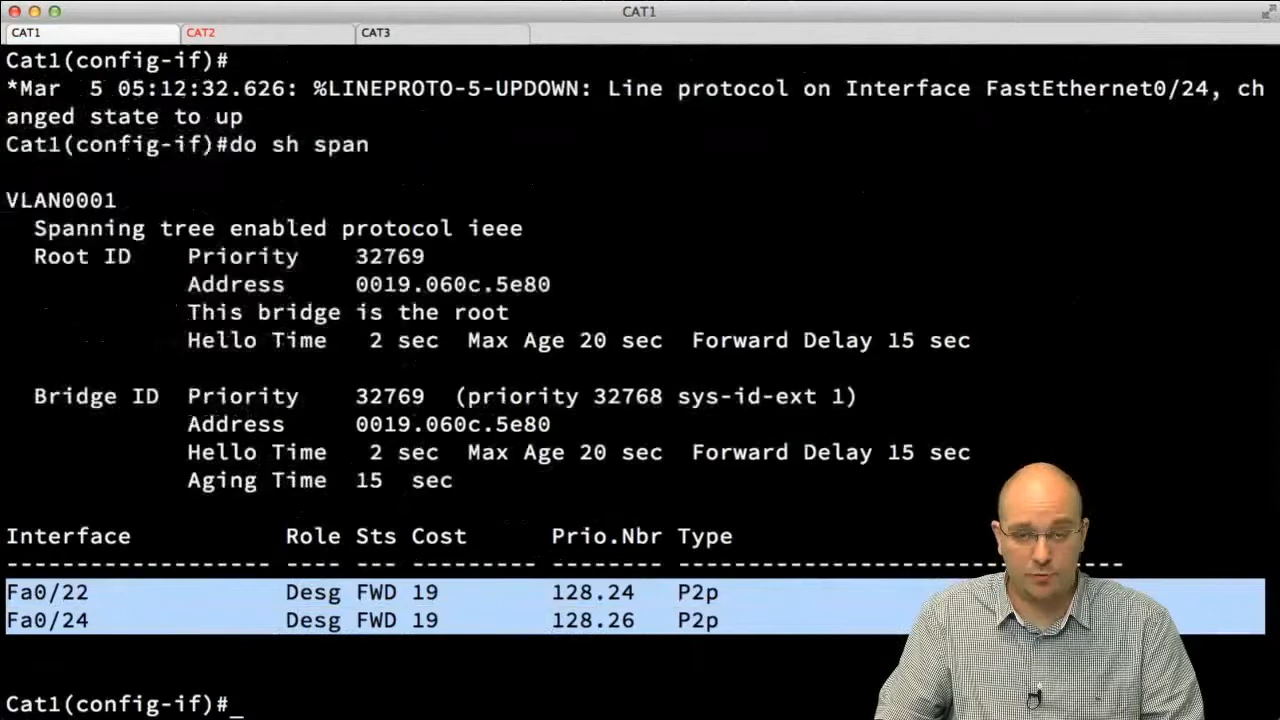 CAT1
CAT1 CAT2 CAT3
Cat1(config-if)#
*Mar  5 05:12:32.626: %LINEPROTO-5-UPDOWN: Line protocol on Interface FastEthernet0/24, ch
anged state to up
Cat1(config-if)#do sh span
VLAN0001
  Spanning tree enabled protocol ieee
  Root ID    Priority    32769
             Address     0019.060c.5e80
             This bridge is the root
             Hello Time   2 sec  Max Age 20 sec  Forward Delay 15 sec
  Bridge ID  Priority    32769  (priority 32768 sys-id-ext 1)
             Address     0019.060c.5e80
             Hello Time   2 sec  Max Age 20 sec  Forward Delay 15 sec
             Aging Time  15  sec
Interface           Role Sts Cost      Prio.Nbr Type
------------------- ---- --- --------- -------- --------------------------------
Fa0/22              Desg FWD 19        128.24   P2p
Fa0/24              Desg FWD 19        128.26   P2p
Cat1(config-if)#_